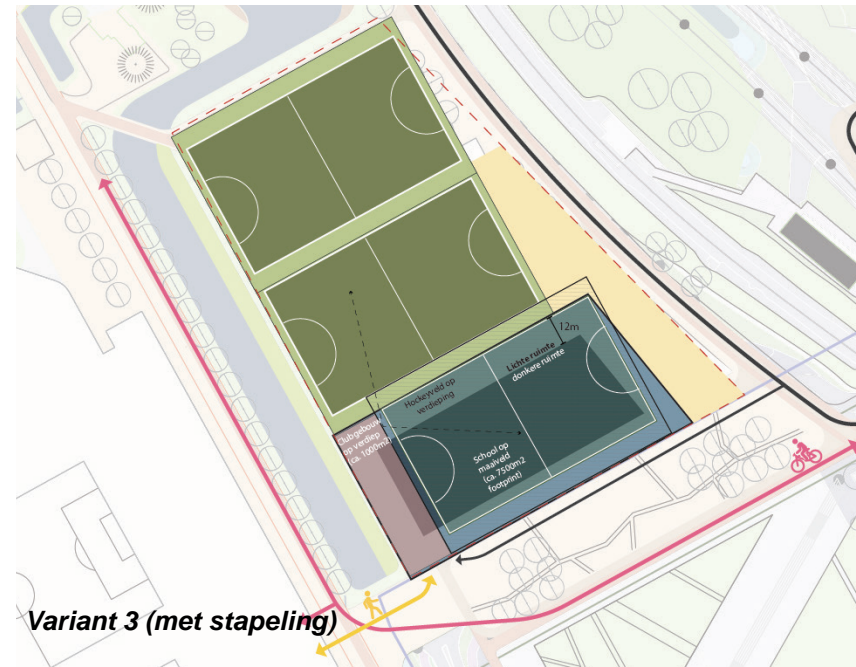 12m
Lichte ruimte
donkere ruimte
Hockeyveld op
verdieping
Clubgebouw
op verdiep
(ca. 1000m2)
School op
maaiveld
(ca. 7500m2
footprint)
Variant 3 (met stapeling)